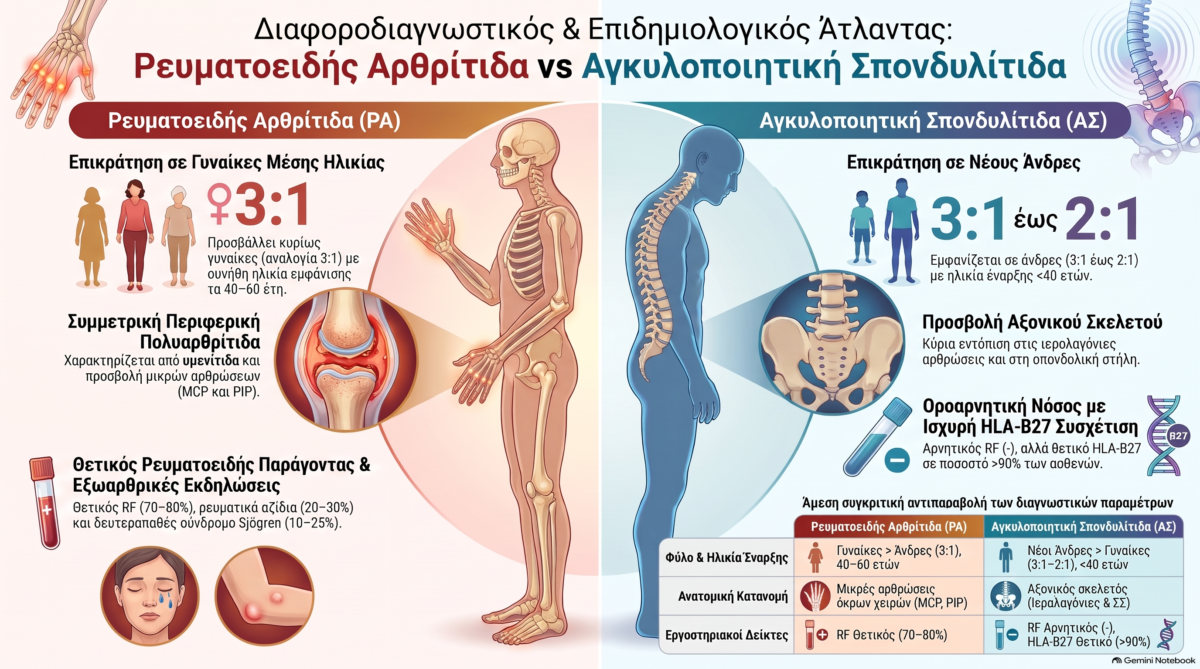 Διαφοροδιαγνωστικός & Επιδημιολογικός Άτλαντας:
Ρευματοειδής Αρθρίτιδα vs Αγκυλοποιητική Σπονδυλίτιδα
Ρευματοειδής Αρθρίτιδα (ΡΑ)
Επικράτηση σε Γυναίκες Μέσης Ηλικίας
♀3:1
Προσβάλλει κυρίως
γυναίκες (αναλογία 3:1) με
ουνήθη ηλικία εμφάνισης
τα 40–60 έτη.
Συμμετρική Περιφερική
Πολυαρθρίτιδα
Χαρακτηρίζεται από υμενίτιδα και
προσβολή μικρών αρθρώσεων
(MCP και PIP).
Θετικός Ρευματοειδής Παράγοντας &
Εξωαρθρικές Εκδηλώσεις
Θετικός RF (70–80%), ρευματικά αζίδια (20–30%)
και δευτεραπαθές σύνδρομο Sjögren (10–25%).
Αγκυλοποιητική Σπονδυλίτιδα (ΑΣ)
Επικράτηση σε Νέους Άνδρες
3:1 έως 2:1
Εμφανίζεται σε άνδρες (3:1 έως 2:1)
με ηλικία έναρξης <40 ετών.
Προσβολή Αξονικού Σκελετού
Κύρια εντόπιση στις ιερολαγόνιες
αρθρώσεις και στη οπονδολική στήλη.
Οροαρνητική Νόσος με
Ισχυρή HLA-B27 Συσχέτιση
Αρνητικός RF (-), αλλά θετικό HLA-B27
σε ποσοστό >90% των αοθενών.
B27
Άμεση συγκριτική αντιπαραβολή των διαγνωστικών παραμέτρων
Ρευματοειδής Αρθρίτιδα (ΡΑ) Αγκυλοποιητική Σπονδυλίτιδα (ΑΣ)
Φύλο & Ηλικία Έναρξης
Γυναίκες > Άνδρες (3:1),
40–60 ετών
Νέοι Άνδρες > Γυναίκες
(3:1–2:1), <40 ετών
Ανατομική Κατανομή
Μικρές αρθρώσεις
όκρων χειρών (MCP, PIP)
Αξονικός σκελετός
(Ιεραλαγόνιες & ΣΣ)
Εργοστηριακοί Δείκτες
RF Θετικός (70–80%)
RF Αρνητικός (-),
HLA-B27 Θετικό (>90%)
Gemini Notebook